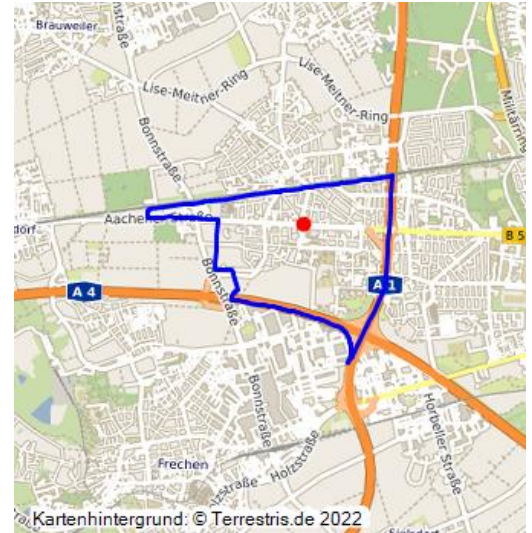 Brauweiler
Bonnstraße
Lise-Meitner-Ring
Lise-Meitner-Ring
Militärring
Bonnstraße
Aachener Straße
dorf
B 5
A 4
A 1
Bonnstraße
Bonnstraße
Horbeller Straße
Holzstraße
Frechen
Holzstraße
Kartenhintergrund: © Terrestris.de 2022